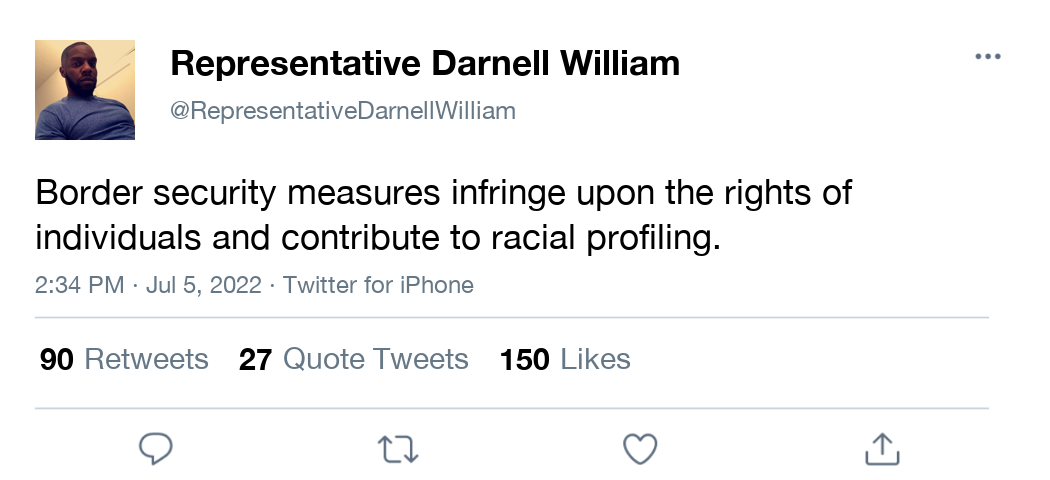 Representative Darnell William
@RepresentativeDarnellWilliam
Border security measures infringe upon the rights of
individuals and contribute to racial profiling.
2:34 PM · Jul 5, 2022 · Twitter for iPhone
90 Retweets 27 Quote Tweets 150 Likes